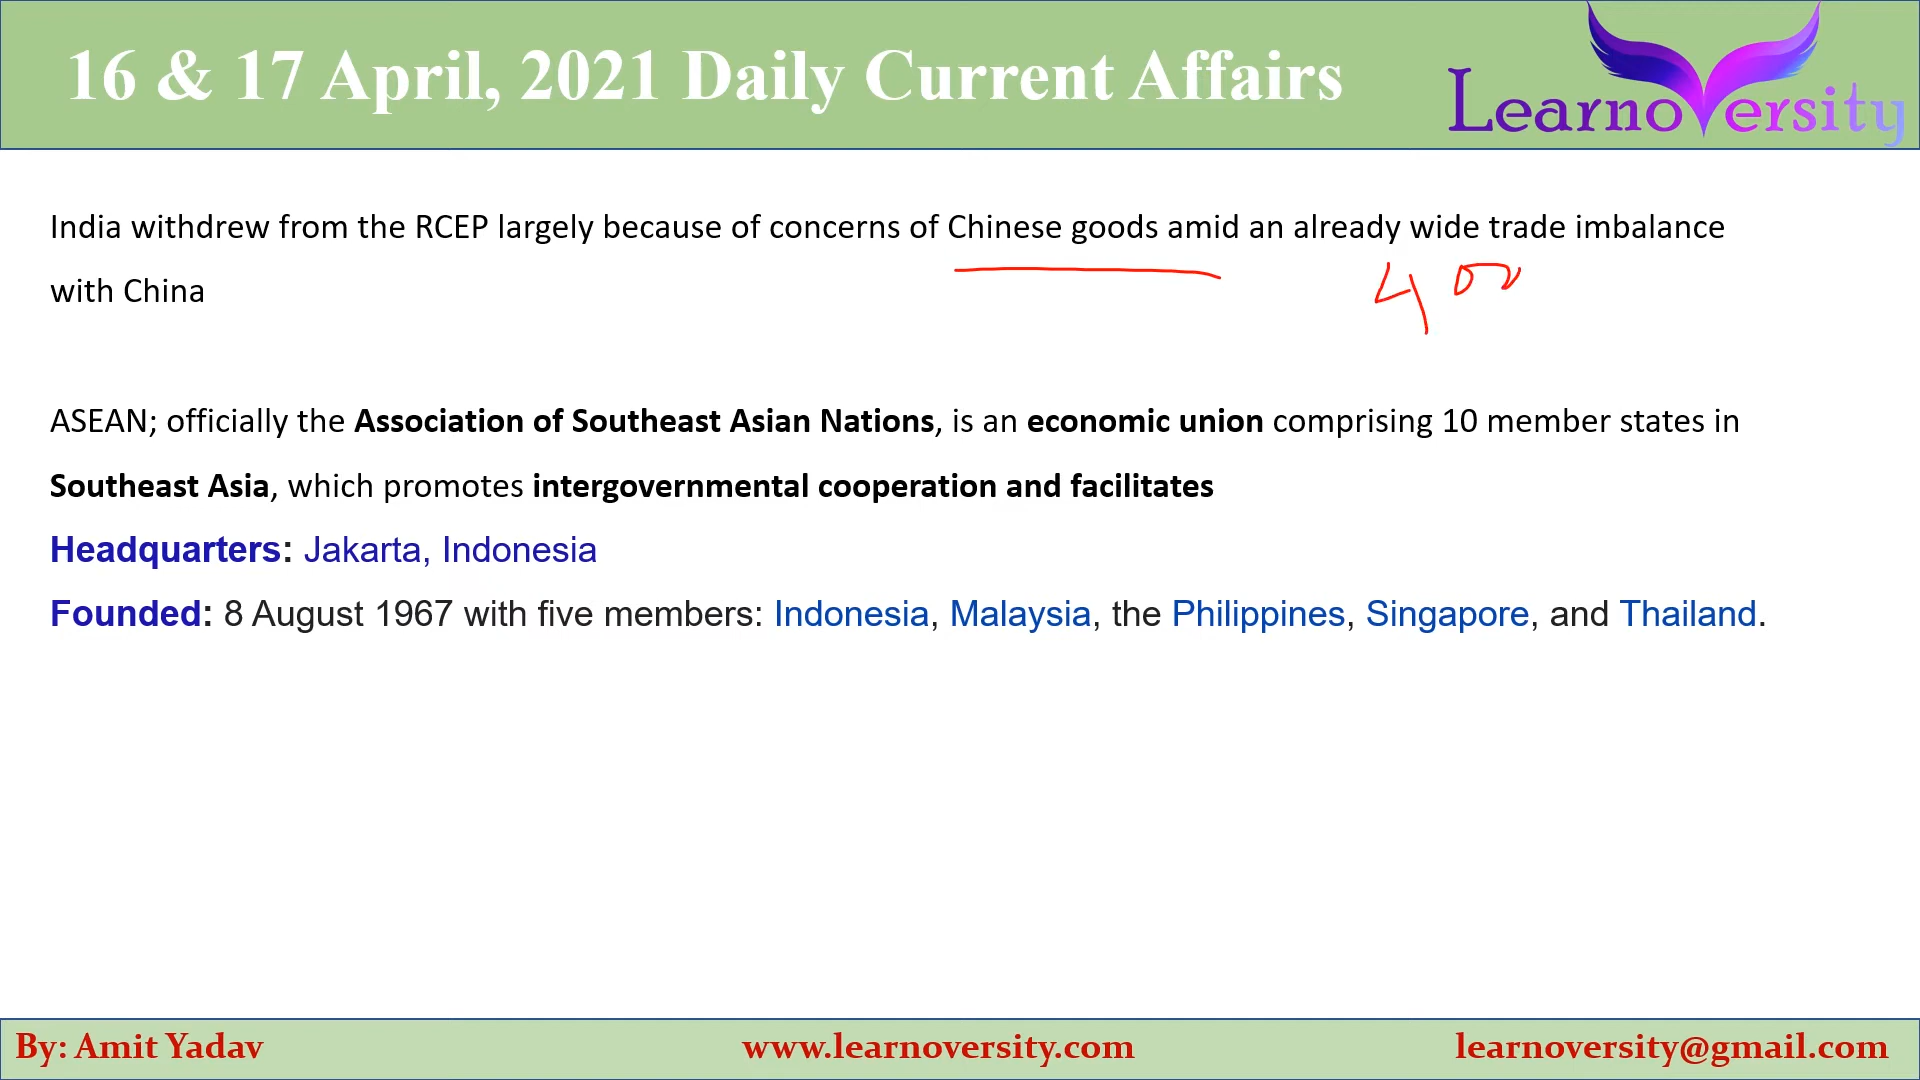 16 & 17 April, 2021 Daily Current Affairs
Learnoversity
India withdrew from the RCEP largely because of concerns of Chinese goods amid an already wide trade imbalance
with China
400
ASEAN; officially the Association of Southeast Asian Nations, is an economic union comprising 10 member states in
Southeast Asia, which promotes intergovernmental cooperation and facilitates
Headquarters: Jakarta, Indonesia
Founded: 8 August 1967 with five members: Indonesia, Malaysia, the Philippines, Singapore, and Thailand.
By: Amit Yadav
www.learnoversity.com
learnoversity@gmail.com